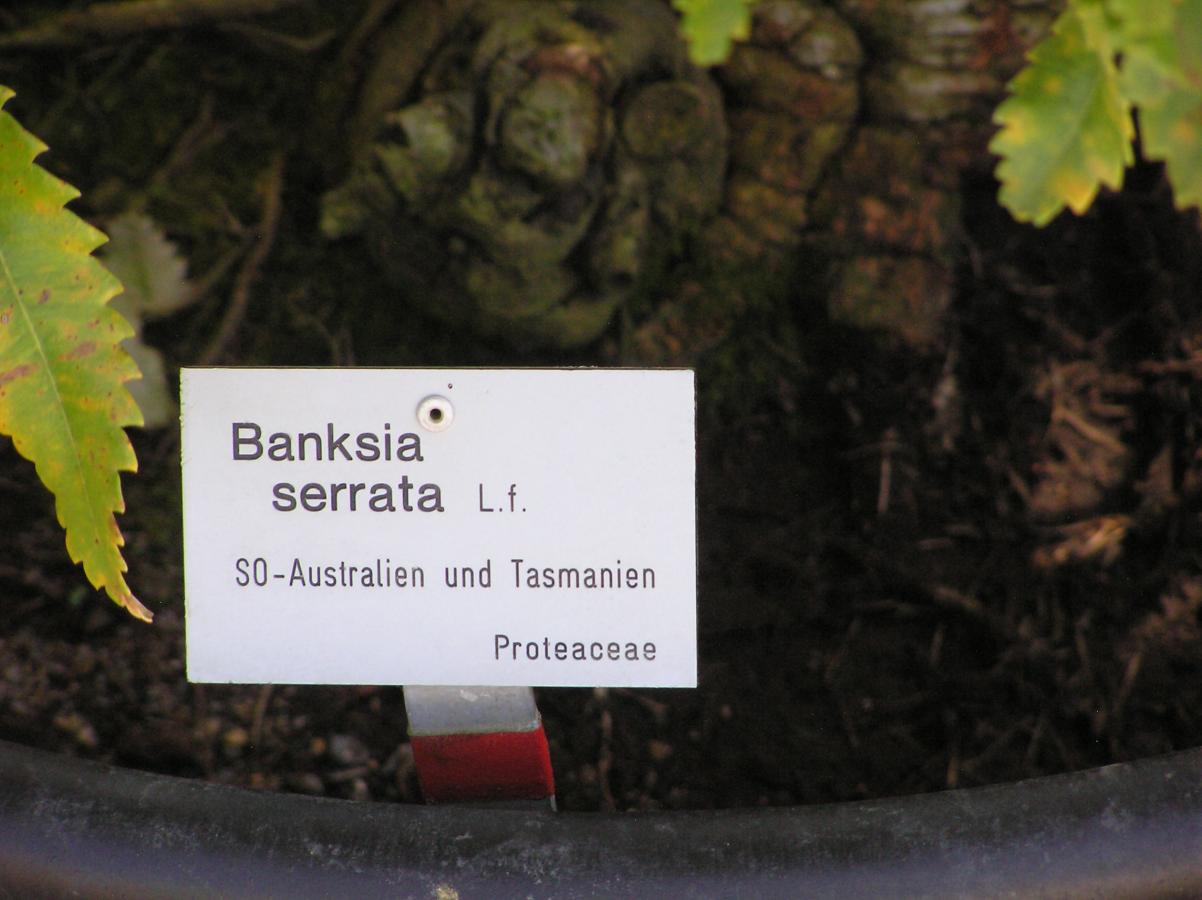 Banksia
serrata L.f.
SO-Australien und Tasmanien
Proteaceae